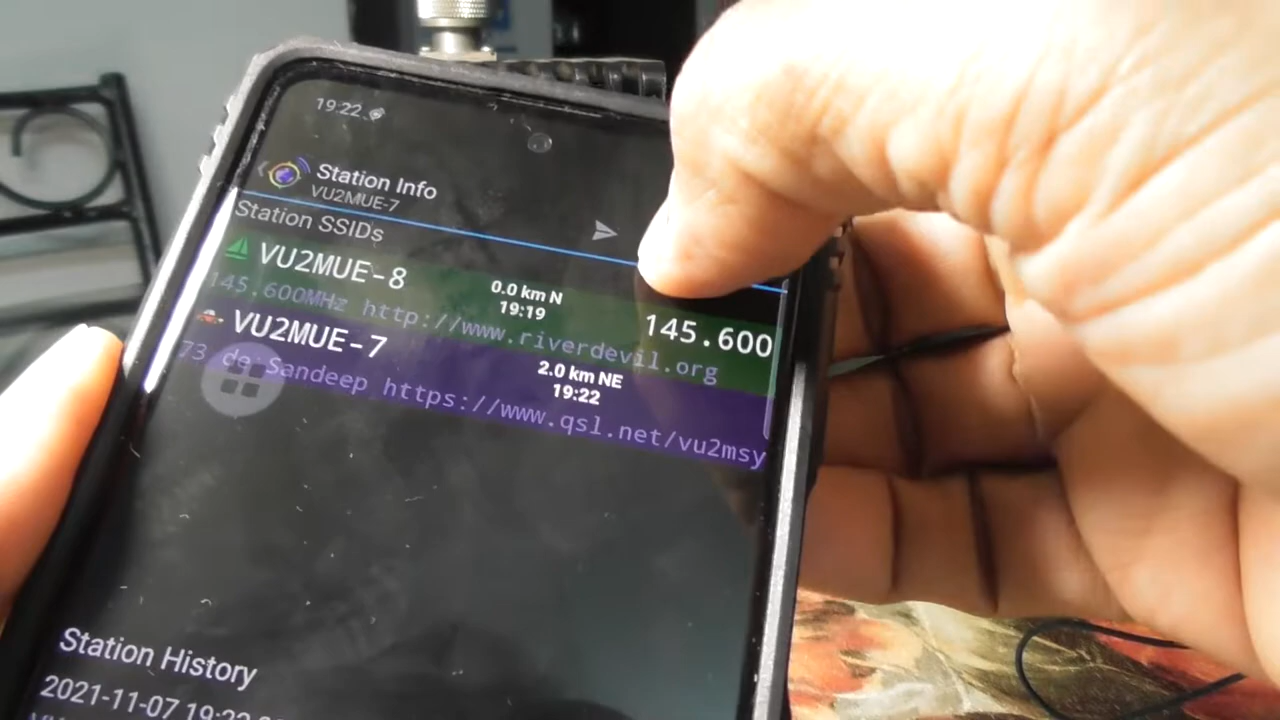 19:22
Station Info
VU2MUE-7
Station SSIDs
VU2MUE-8
0.0 km N
19:19
145.600
145.600MHz http://www.riverdevil.org
VU2MUE-7
2.0 km NE
19:22
73 de Sandeep https://www.qsl.net/vu2msy
Station History
2021-11-07 19:22